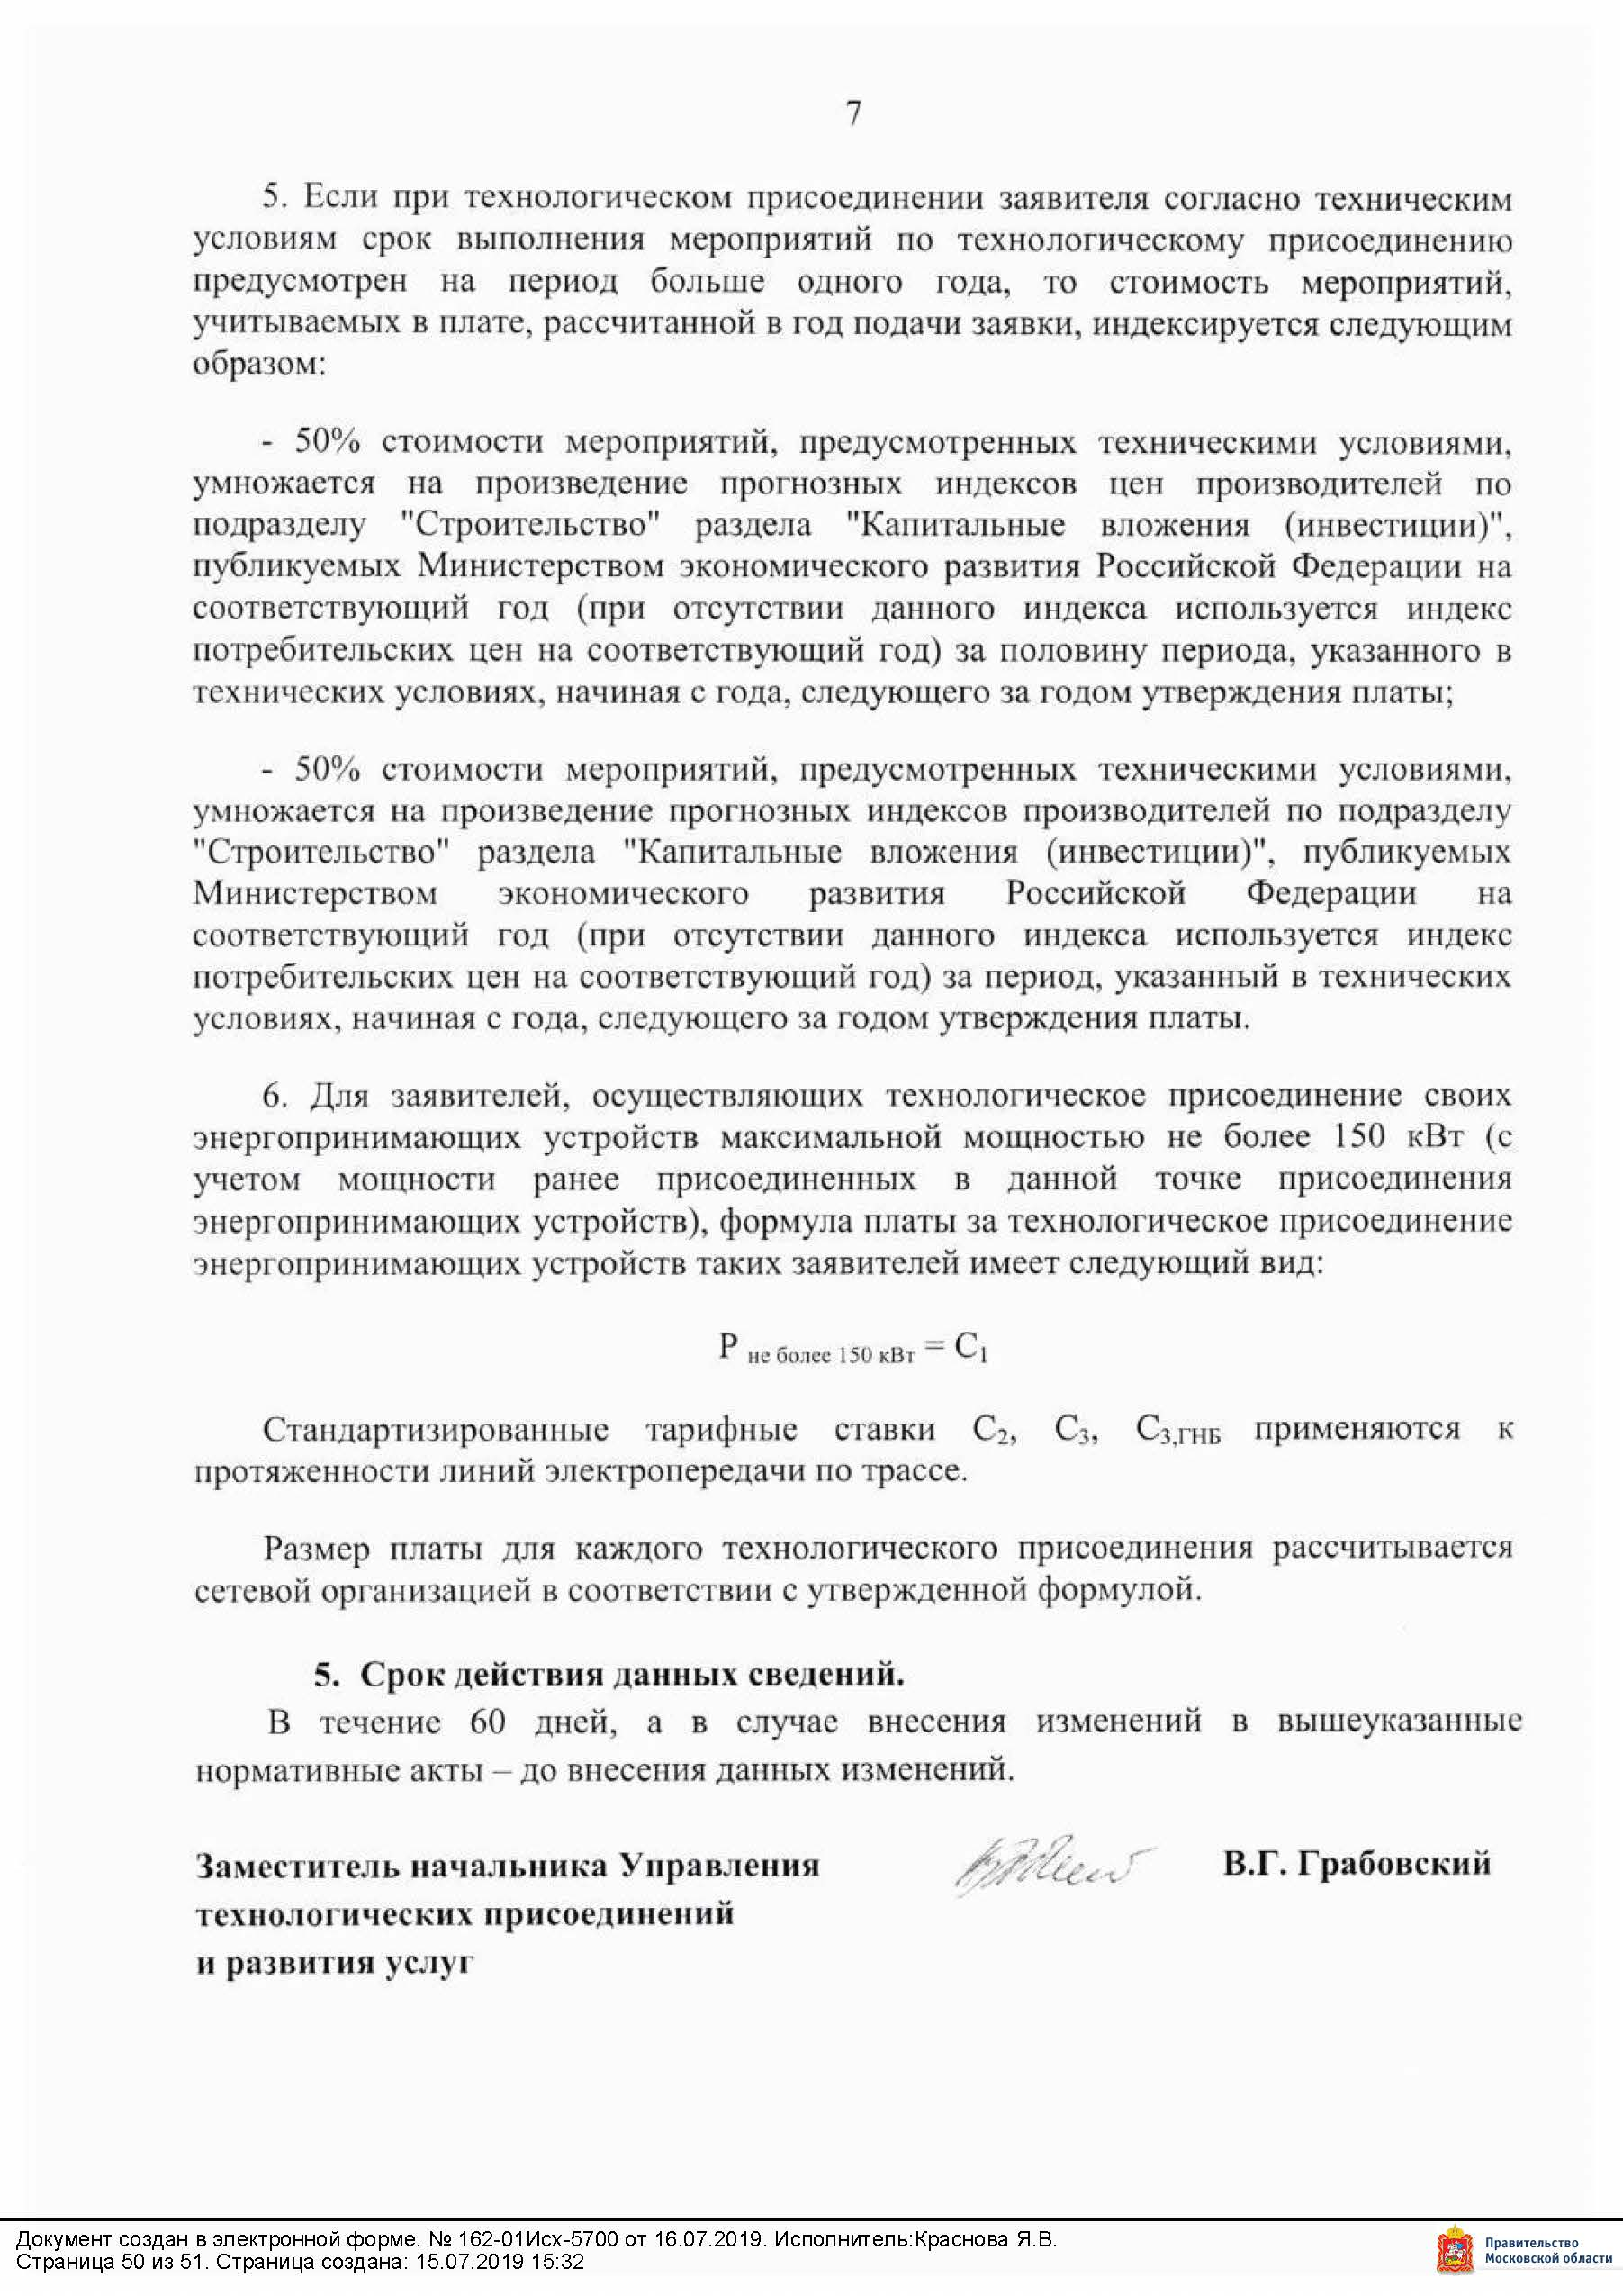 7
5. Если при технологическом присоединении заявителя согласно техническим
условиям срок выполнения мероприятий по технологическому присоединению
предусмотрен на период больше одного года, то стоимость мероприятий,
учитываемых в плате, рассчитанной в год подачи заявки, индексируется следующим
образом:
- 50% стоимости мероприятий, предусмотренных техническими условиями,
умножается на произведение прогнозных индексов цен производителей по
подразделу "Строительство" раздела "Капитальные вложения (инвестиции)",
публикуемых Министерством экономического развития Российской Федерации на
соответствующий год (при отсутствии данного индекса используется индекс
потребительских цен на соответствующий год) за половину периода, указанного в
технических условиях, начиная с года, следующего за годом утверждения платы;
- 50% стоимости мероприятий, предусмотренных техническими условиями,
умножается на произведение прогнозных индексов производителей по подразделу
"Строительство" раздела "Капитальные вложения (инвестиции)", публикуемых
Министерством экономического развития Российской Федерации на
соответствующий год (при отсутствии данного индекса используется индекс
потребительских цен на соответствующий год) за период, указанный в технических
условиях, начиная с года, следующего за годом утверждения платы.
6. Для заявителей, осуществляющих технологическое присоединение своих
энергопринимающих устройств максимальной мощностью не более 150 кВт (с
учетом мощности ранее присоединенных в данной точке присоединения
энергопринимающих устройств), формула платы за технологическое присоединение
энергопринимающих устройств таких заявителей имеет следующий вид:
Р не более 150 кВт = С1
Стандартизированные тарифные ставки С2, С3, С3,ГНБ применяются к
протяженности линий электропередачи по трассе.
Размер платы для каждого технологического присоединения рассчитывается
сетевой организацией в соответствии с утвержденной формулой.
5. Срок действия данных сведений.
В течение 60 дней, а в случае внесения изменений в вышеуказанные
нормативные акты – до внесения данных изменений.
Заместитель начальника Управления В.Г. Грабовский
технологических присоединений
и развития услуг
Документ создан в электронной форме. № 162-01Исх-5700 от 16.07.2019. Исполнитель:Краснова Я.В.
Страница 50 из 51. Страница создана: 15.07.2019 15:32
Правительство
Московской области